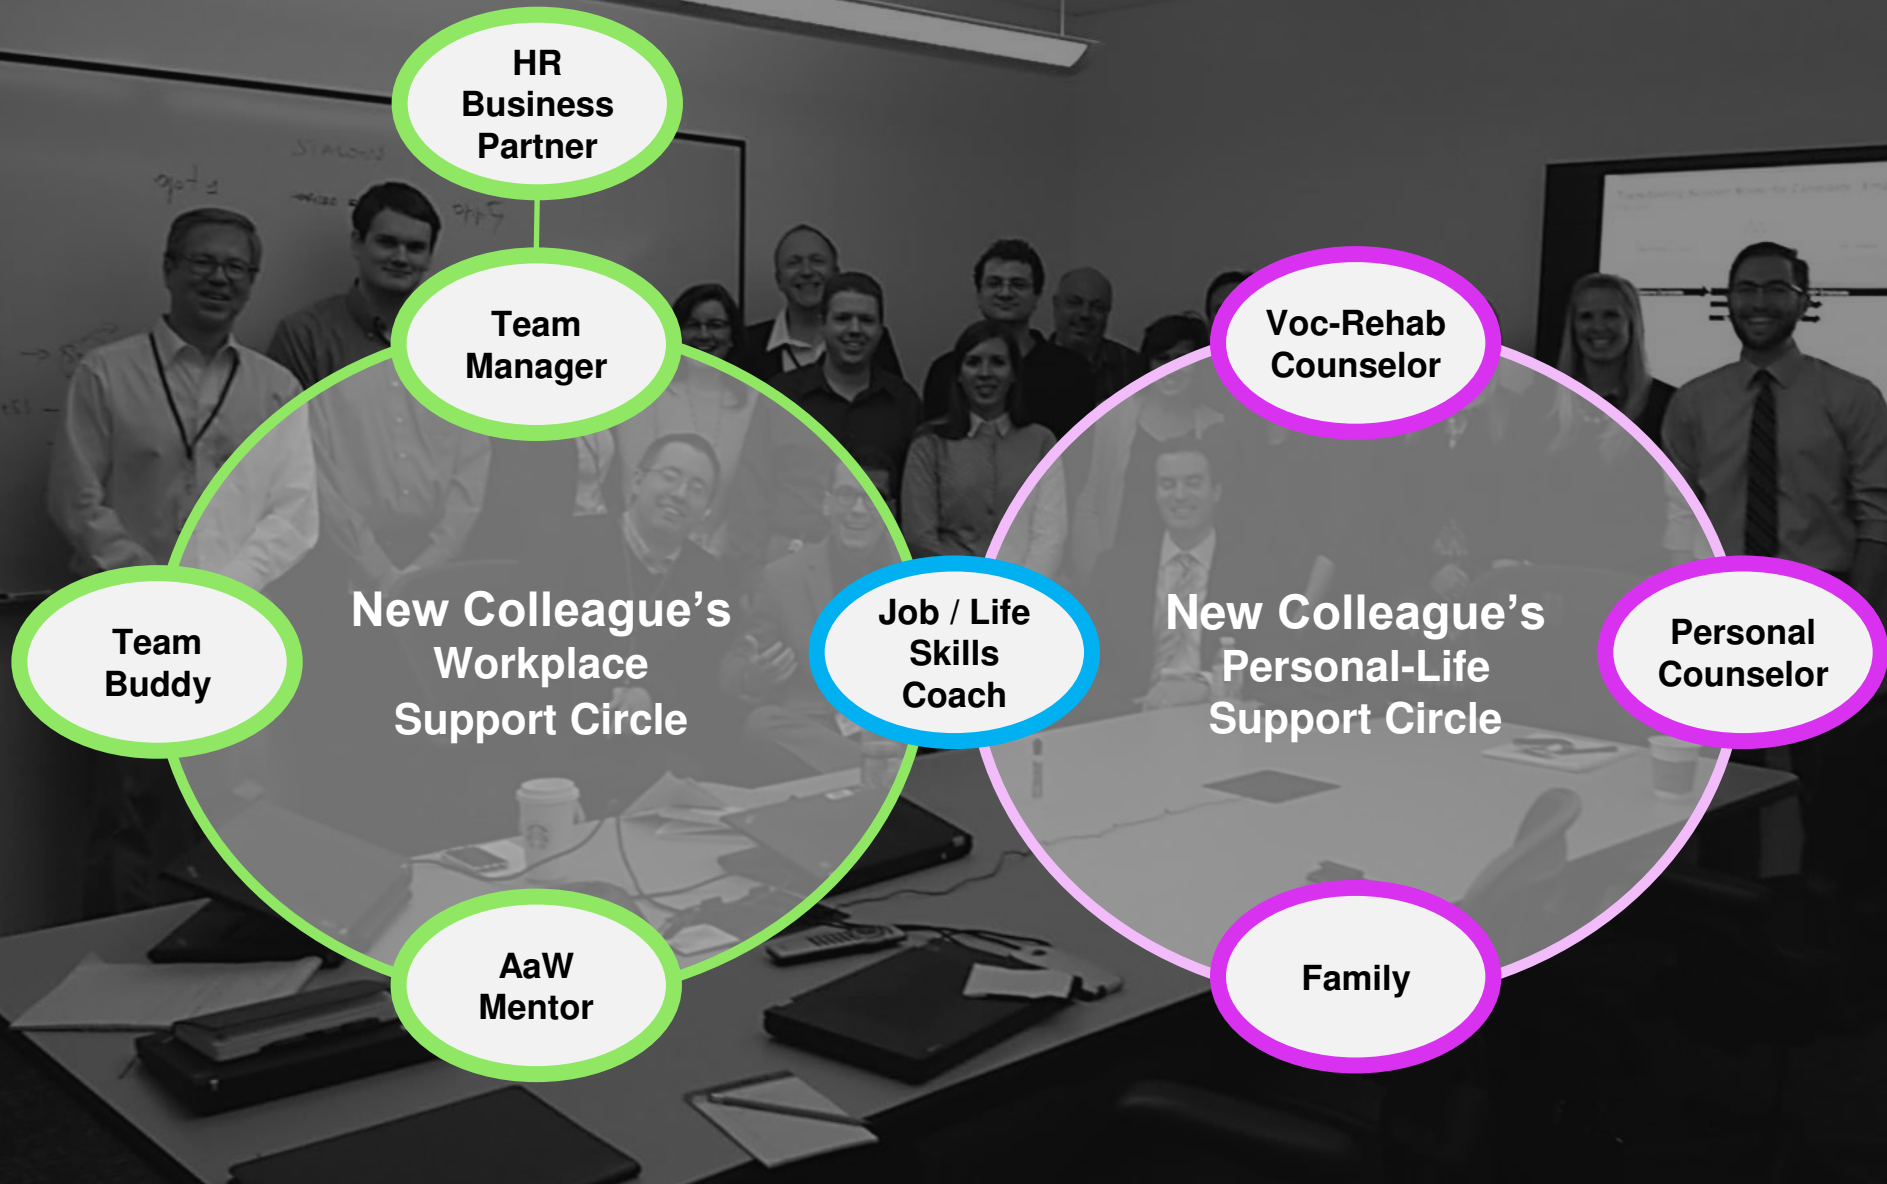 HR
Business
Partner
Team
Manager
Voc-Rehab
Counselor
Team
Buddy
New Colleague’s
Workplace
Support Circle
Job / Life
Skills
Coach
New Colleague’s
Personal-Life
Support Circle
Personal
Counselor
AaW
Mentor
Family